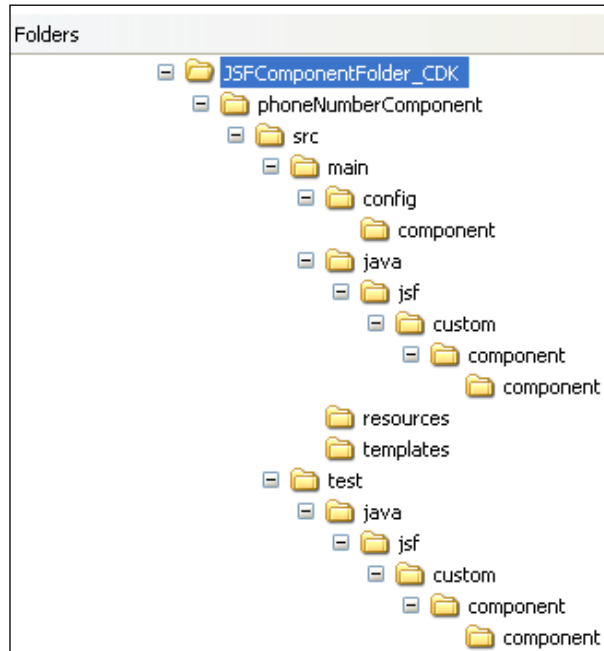 Folders
JSFComponentFolder_CDK
phoneNumberComponent
src
main
config
component
java
jsf
custom
component
component
resources
templates
test
java
jsf
custom
component
component